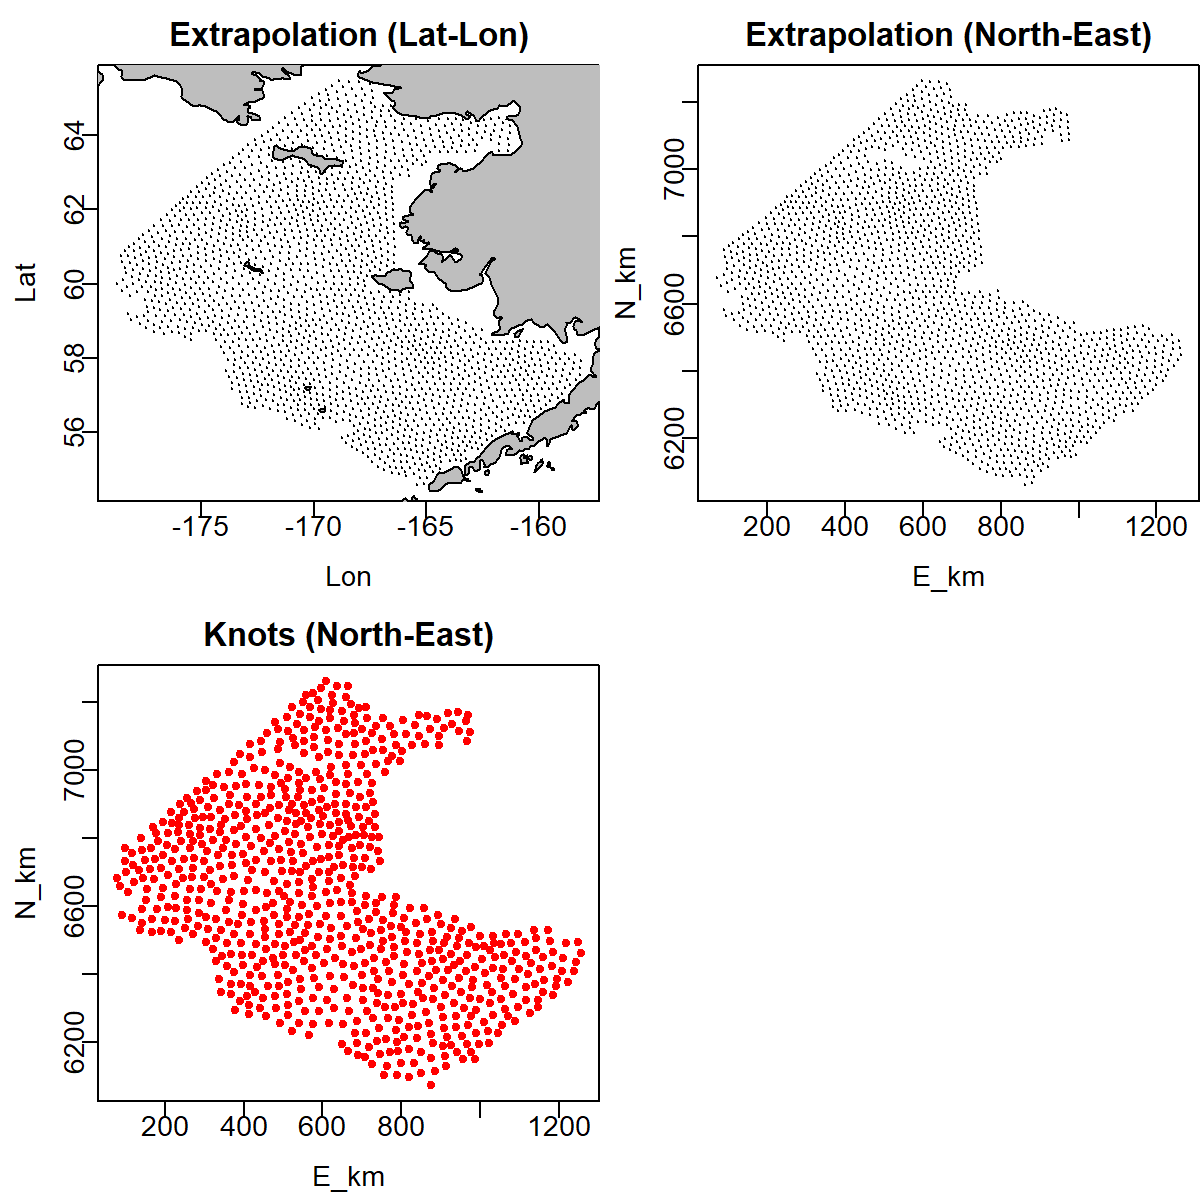 Extrapolation (Lat-Lon)
Lat
64
62
60
58
56
-175 -170 -165 -160
Lon
Extrapolation (North-East)
N_km
7000
6600
6200
200 400 600 800 1200
E_km
Knots (North-East)
N_km
7000
6600
6200
200 400 600 800 1200
E_km